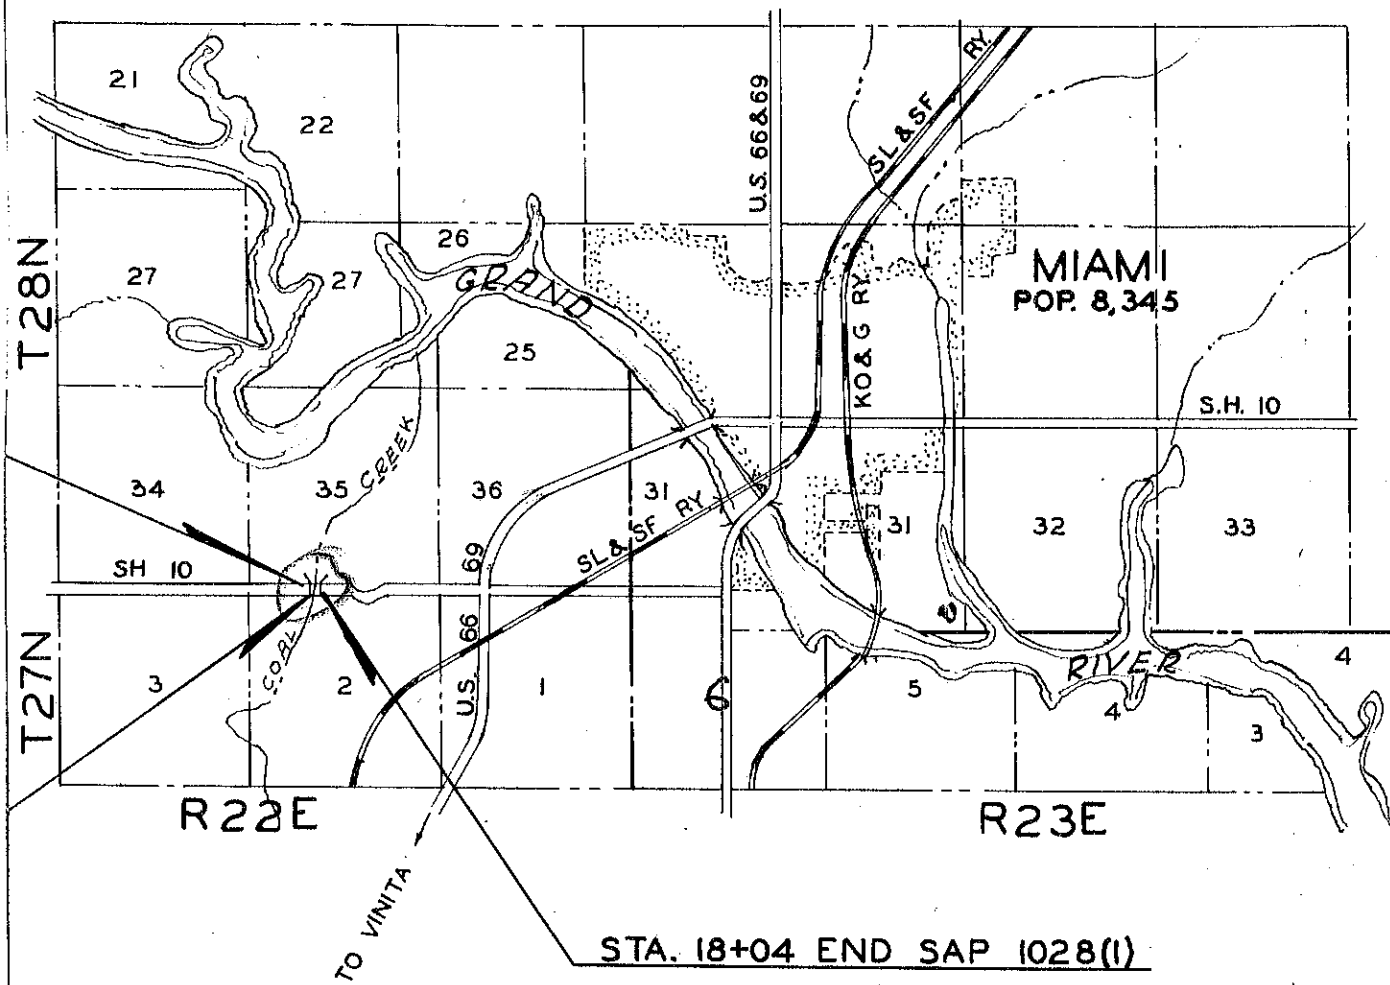 21
22
U.S. 66&69
SL&SF RY.
T28N
27
27
26
GRAND
MIAMI
POP. 8,345
25
KO&G RY
S.H. 10
34
35
CREEK
36
31
31
32
33
SH 10
69
SL&SF RY
T27N
3
COAL
2
U.S. 66
1
6
5
RIVER
4
4
3
R22E
R23E
TO VINITA
STA. 18+04 END SAP 1028(1)